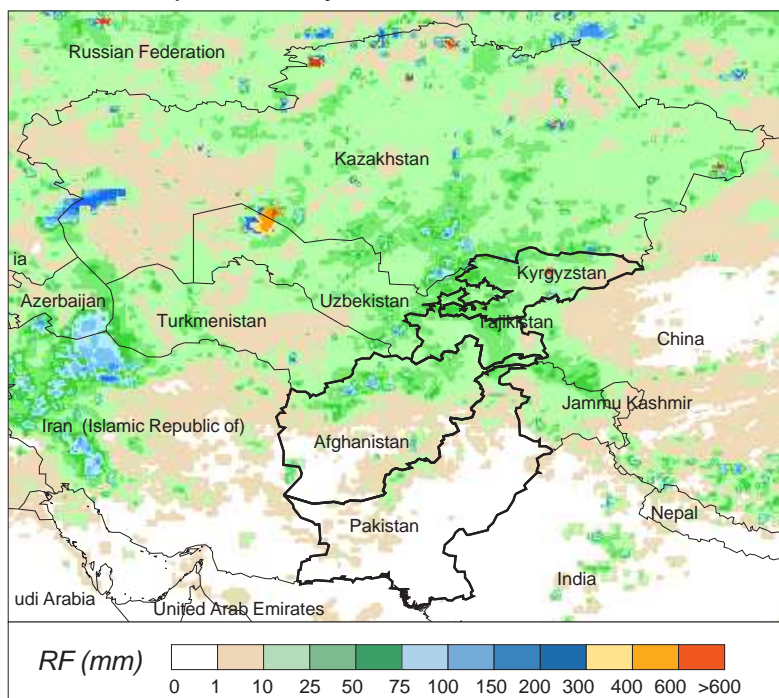 Russian Federation
Kazakhstan
ia
Kyrgyzstan
Azerbaijan
Uzbekistan
Turkmenistan
Tajikistan
China
Jammu Kashmir
Iran (Islamic Republic of)
Afghanistan
Nepal
Pakistan
India
udi Arabia
United Arab Emirates
RF (mm)
0 1 10 25 50 75 100 150 200 300 400 600 >600